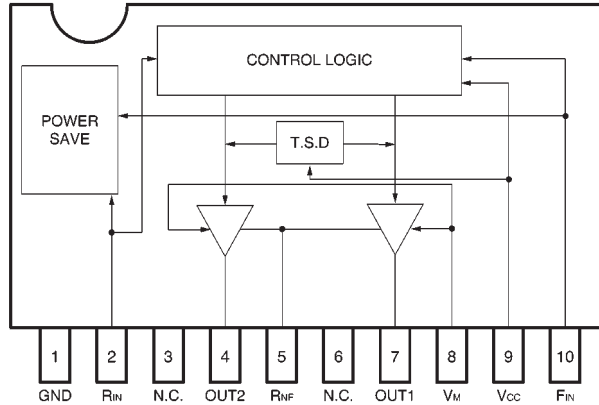 CONTROL LOGIC
POWER
SAVE
T.S.D
1 2 3 4 5 6 7 8 9 10
GND RIN N.C. OUT2 RNF N.C. OUT1 VM VCC FIN